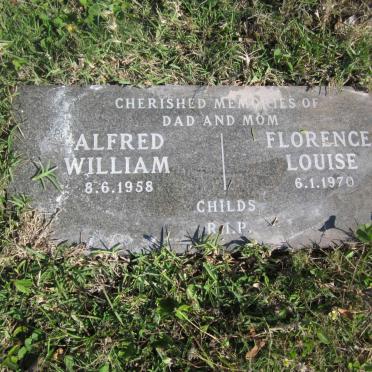 CHERISHED MEMORIES OF
DAD AND MOM
ALFRED
WILLIAM
8.6.1958
FLORENCE
LOUISE
6.1.1970
CHILDS
R.I.P.